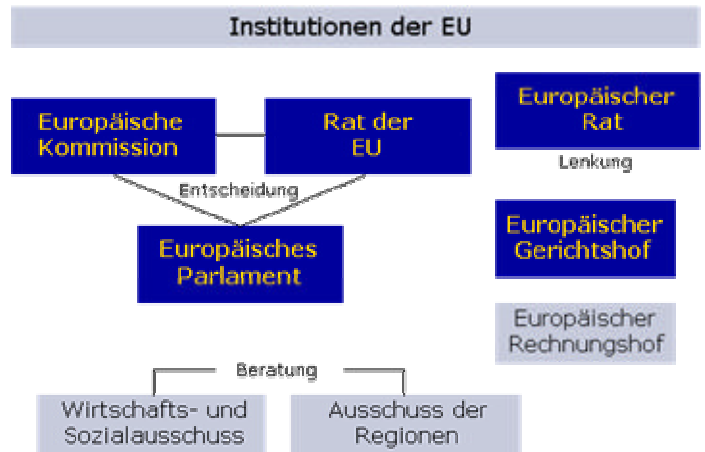 Institutionen der EU
Europäische
Kommission
Rat der
EU
Entscheidung
Europäisches
Parlament
Europäischer
Rat
Lenkung
Europäischer
Gerichtshof
Europäischer
Rechnungshof
Beratung
Wirtschafts- und
Sozialausschuss
Ausschuss der
Regionen